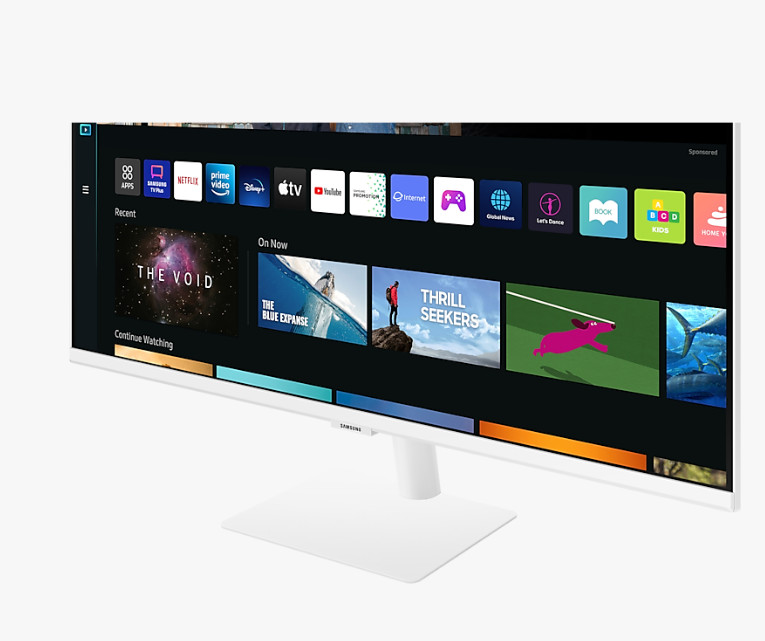 Sponsored
APPS
SAMSUNG
TV Plus
NETFLIX
prime
video
Disney+
tv
YouTube
PROMOTION
Internet
Global News
Let's Dance
BOOK
A
B C D
KIDS
HOME
Recent
THE VOID
On Now
THE
BLUE EXPANSE
THRILL
SEEKERS
Continue Watching
SAMSUNG